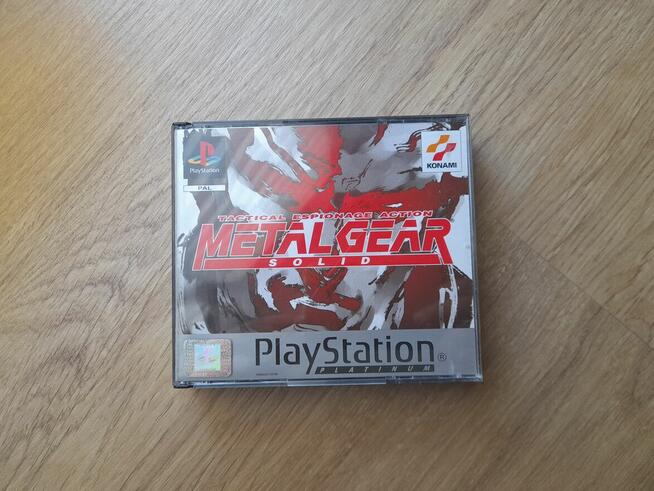 PlayStation
PAL
KONAMI
TACTICAL ESPIONAGE ACTION
METAL GEAR
SOLID
PlayStation®
PLATINUM